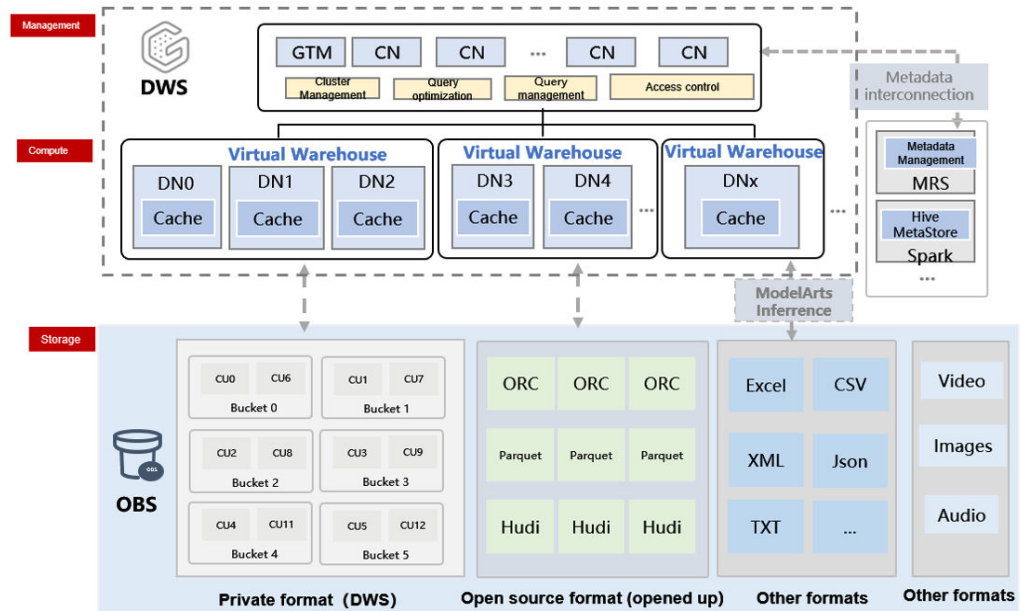 Management
DWS
GTM
CN
CN
...
CN
CN
Cluster
Management
Query
optimization
Query
management
Access control
Metadata
interconnection
Compute
Virtual Warehouse
DN0
Cache
DN1
Cache
DN2
Cache
Virtual Warehouse
DN3
Cache
DN4
Cache
...
Virtual Warehouse
DNx
Cache
...
Metadata
Management
MRS
Hive
MetaStore
Spark
...
ModelArts
Inferrence
Storage
OBS
OBS
CU0
CU6
Bucket 0
CU1
CU7
Bucket 1
CU2
CU8
Bucket 2
CU3
CU9
Bucket 3
CU4
CU11
Bucket 4
CU5
CU12
Bucket 5
Private format（DWS）
ORC
ORC
ORC
Parquet
Parquet
Parquet
Hudi
Hudi
Hudi
Open source format (opened up)
Excel
CSV
XML
Json
TXT
...
Other formats
Video
Images
Audio
Other formats